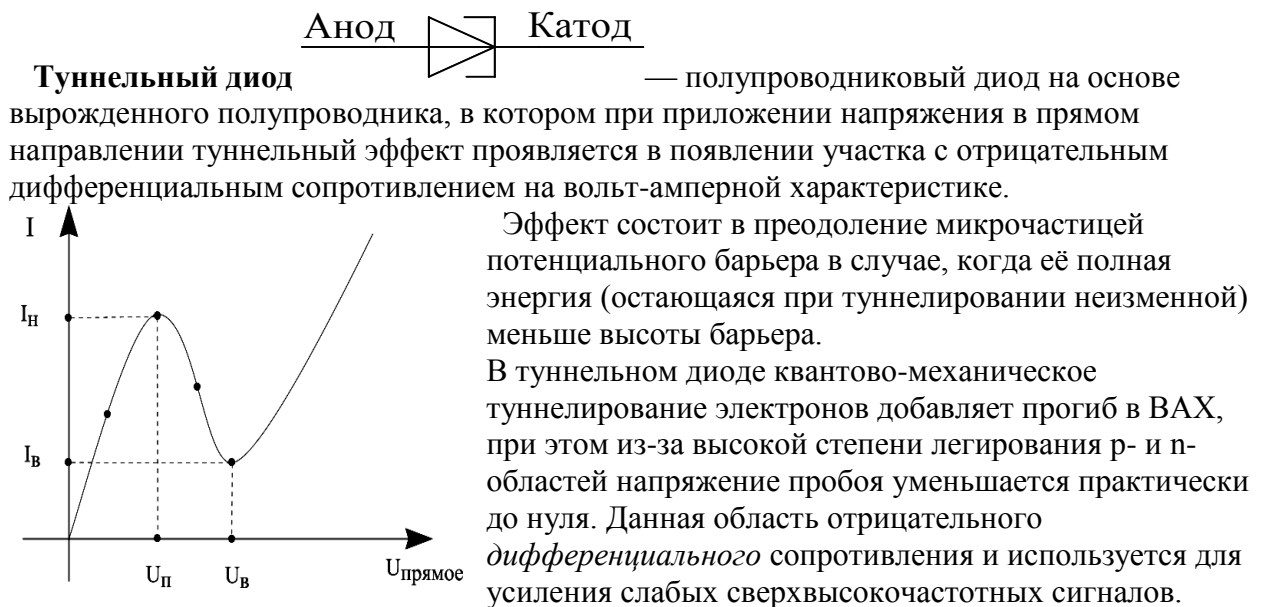 Анод Катод
Туннельный диод — полупроводниковый диод на основе
вырожденного полупроводника, в котором при приложении напряжения в прямом
направлении туннельный эффект проявляется в появлении участка с отрицательным
дифференциальным сопротивлением на вольт-амперной характеристике.
I
Iн
Iв
Uп Uв Uпрямое
Эффект состоит в преодоление микрочастицей
потенциального барьера в случае, когда её полная
энергия (остающаяся при туннелировании неизменной)
меньше высоты барьера.
В туннельном диоде квантово-механическое
туннелирование электронов добавляет прогиб в ВАХ,
при этом из-за высокой степени легирования p- и n-
областей напряжение пробоя уменьшается практически
до нуля. Данная область отрицательного
дифференциального сопротивления и используется для
усиления слабых сверхвысокочастотных сигналов.